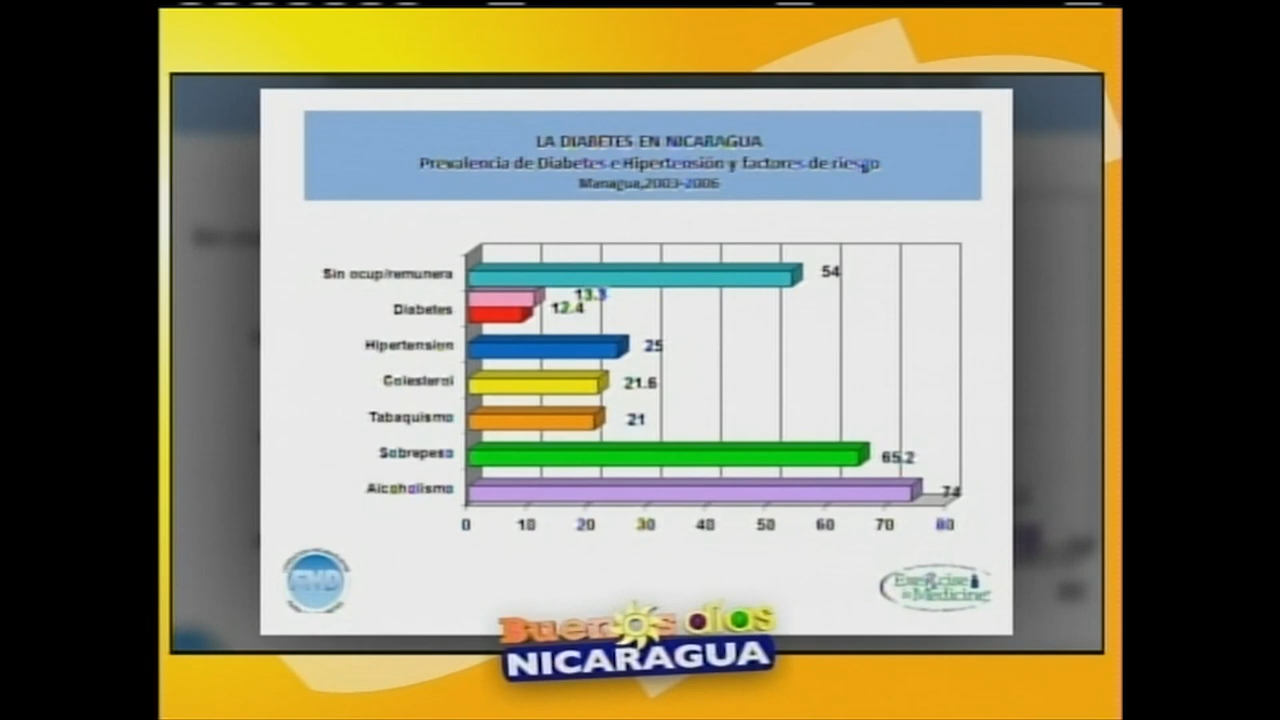 LA DIABETES EN NICARAGUA
Prevalencia de Diabetes e Hipertensión y factores de riesgo
Managua,2003-2006
Sin ocup/remunera
54
13.3
Diabetes
12.4
Hipertension
25
Colesterol
21.6
Tabaquismo
21
Sobrepeso
65.2
Alcoholismo
74
0 10 20 30 40 50 60 70 80
FND
Exercise
is Medicine
Buenos días
NICARAGUA